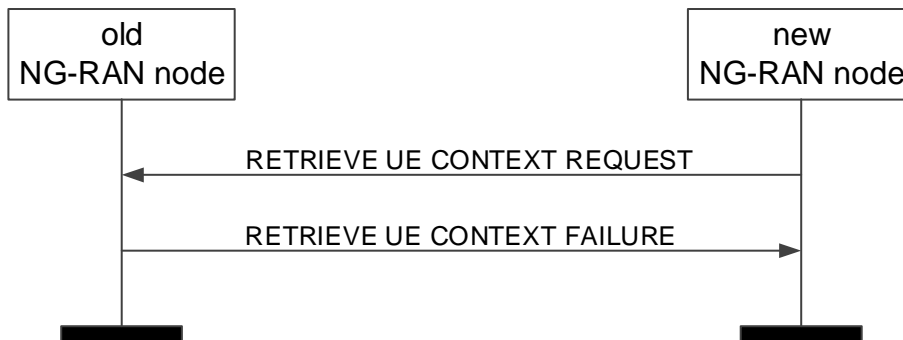 old
NG-RAN node
new
NG-RAN node
RETRIEVE UE CONTEXT REQUEST
RETRIEVE UE CONTEXT FAILURE